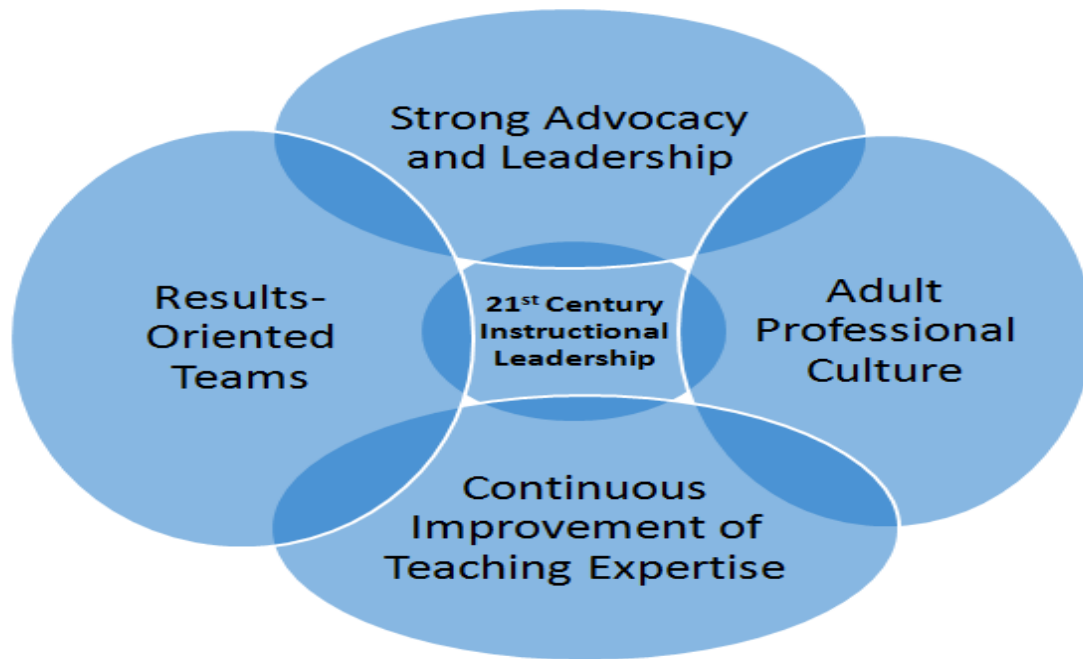 Strong Advocacy
and Leadership
Results-
Oriented
Teams
21st Century
Instructional
Leadership
Adult
Professional
Culture
Continuous
Improvement of
Teaching Expertise